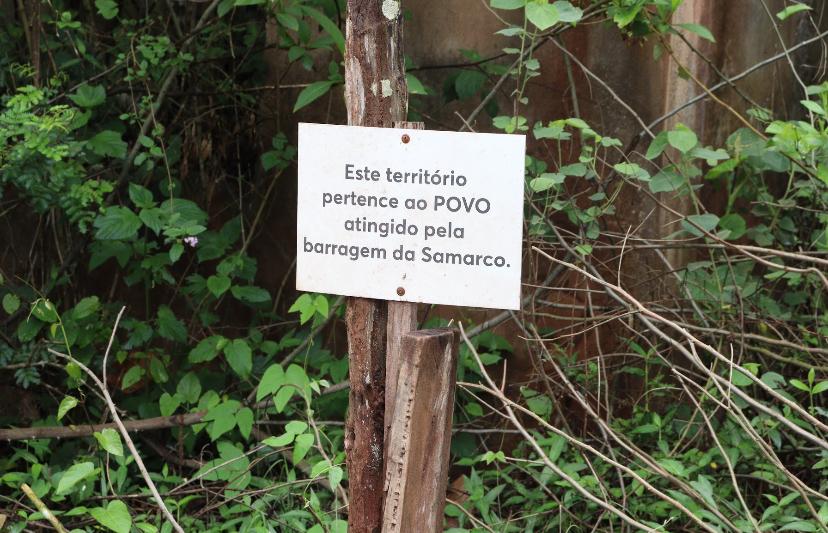 Este território
pertence ao POVO
atingido pela
barragem da Samarco.